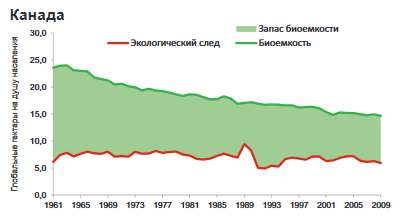 Канада
Запас биоемкости
Экологический след
Биоемкость
Глобальные гектары на душу населения
30,0
25,0
20,0
15,0
10,0
5,0
0,0
1961 1965 1969 1973 1977 1981 1985 1989 1993 1997 2001 2005 2009